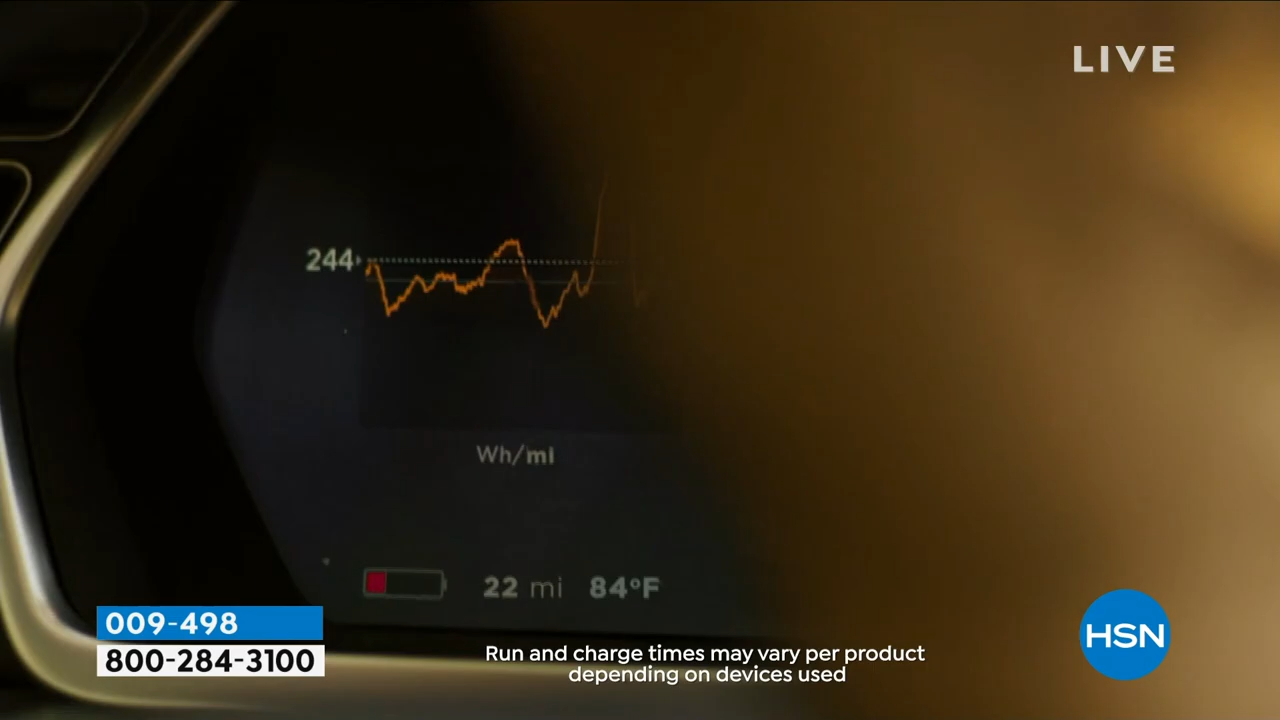 LIVE
244
Wh/mi
22 mi 84°F
009-498
800-284-3100
Run and charge times may vary per product
depending on devices used
HSN